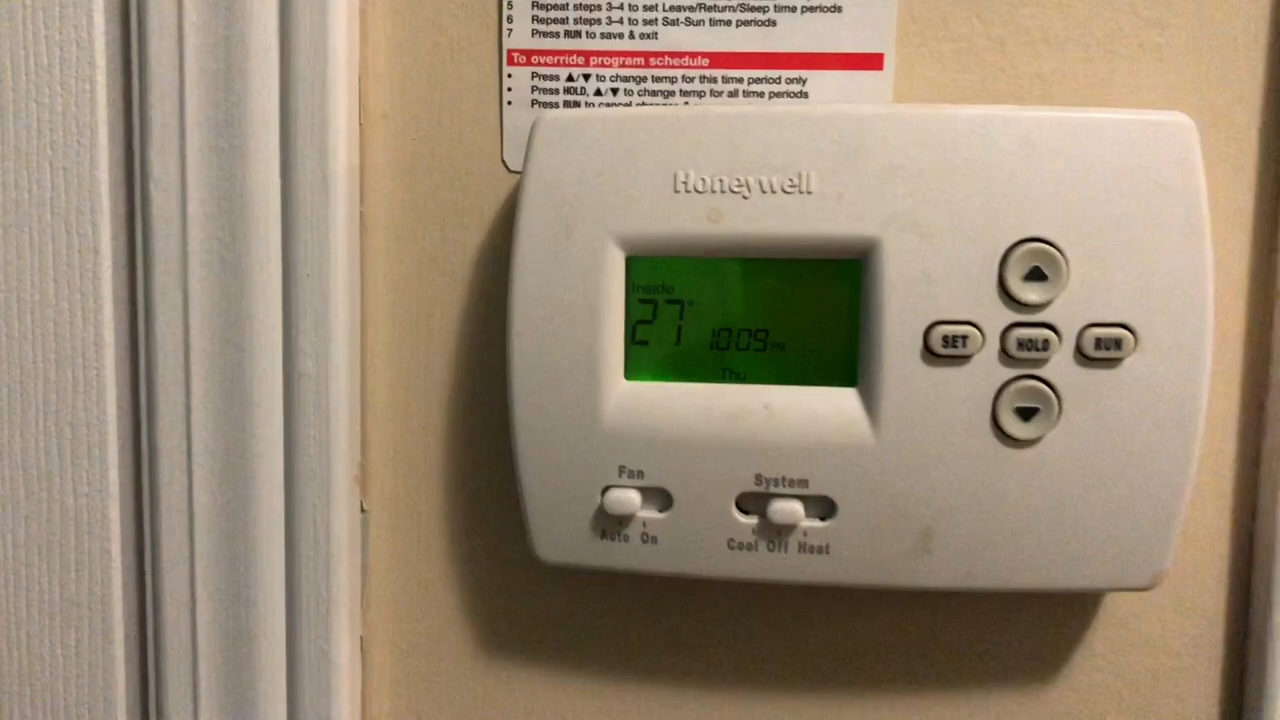 5 Repeat steps 3–4 to set Leave/Return/Sleep time periods
6 Repeat steps 3–4 to set Sat-Sun time periods
7 Press RUN to save & exit
To override program schedule
• Press ▲/▼ to change temp for this time period only
• Press HOLD, ▲/▼ to change temp for all time periods
• Press RUN to cancel
Honeywell
Inside
27°
10:09 PM
Thu
SET
HOLD
RUN
Fan
Auto On
System
Cool Off Heat